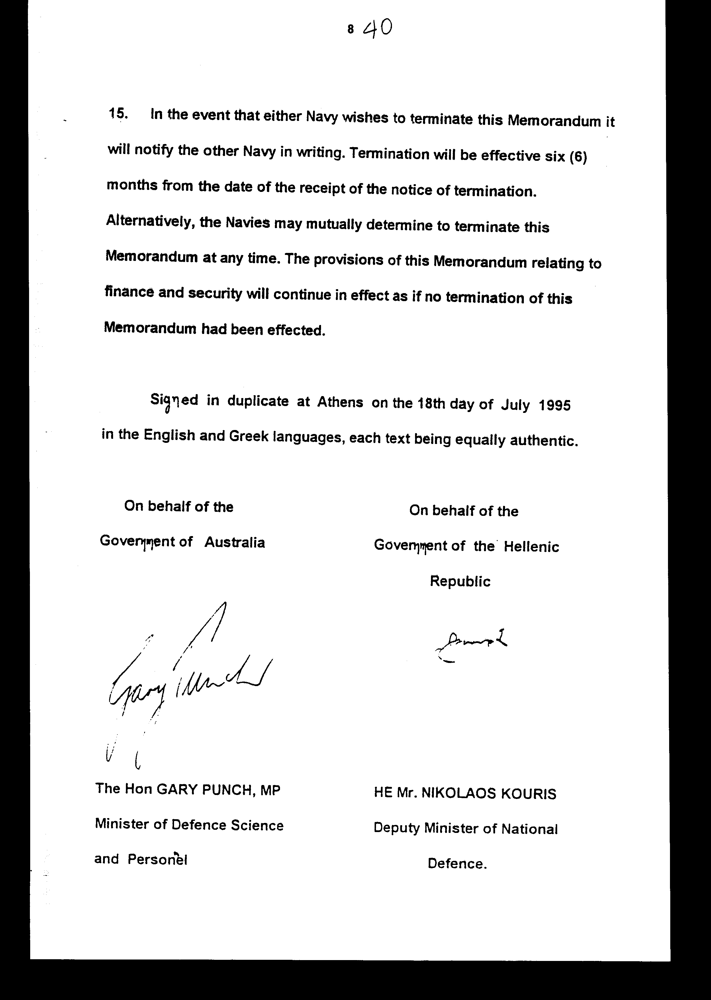 8 40
15. In the event that either Navy wishes to terminate this Memorandum it
will notify the other Navy in writing. Termination will be effective six (6)
months from the date of the receipt of the notice of termination.
Alternatively, the Navies may mutually determine to terminate this
Memorandum at any time. The provisions of this Memorandum relating to
finance and security will continue in effect as if no termination of this
Memorandum had been effected.
Signed in duplicate at Athens on the 18th day of July 1995
in the English and Greek languages, each text being equally authentic.
On behalf of the
Government of Australia
On behalf of the
Government of the Hellenic
Republic
Gary Punch
The Hon GARY PUNCH, MP
Minister of Defence Science
and Personel
HE Mr. NIKOLAOS KOURIS
Deputy Minister of National
Defence.